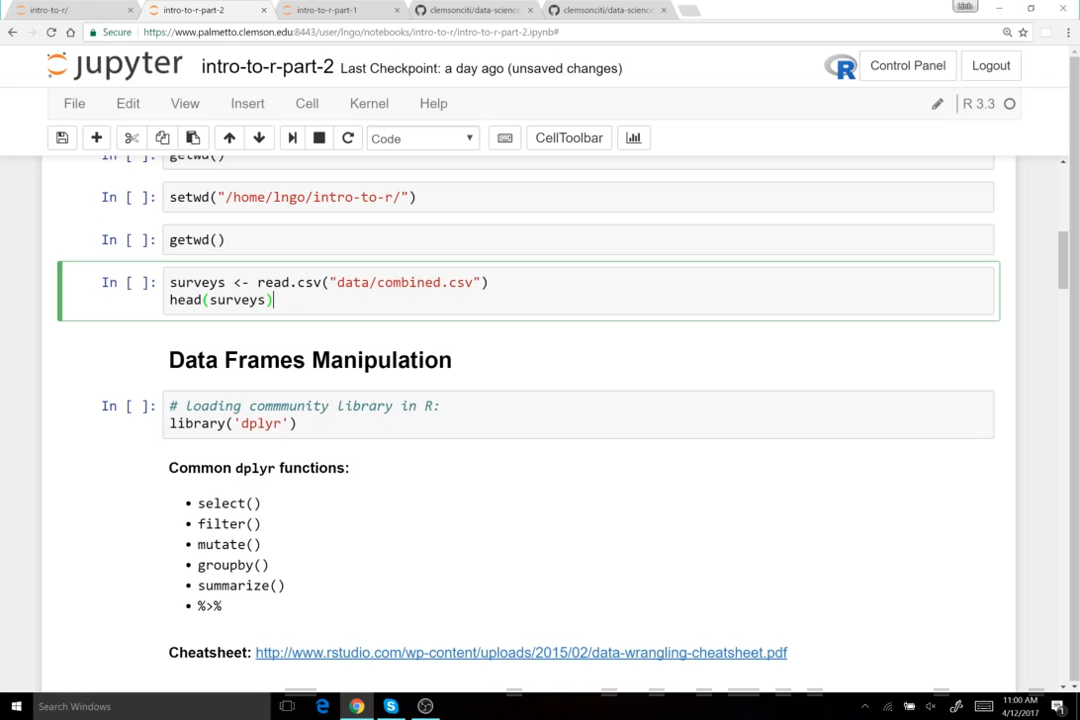 intro-to-r/
intro-to-r-part-2
intro-to-r-part-1
clemsonciti/data-science
clemsonciti/data-science
Secure
https://www.palmetto.clemson.edu:8443/user/lngo/notebooks/intro-to-r/intro-to-r-part-2.ipynb#
jupyter intro-to-r-part-2 Last Checkpoint: a day ago (unsaved changes)
R
Control Panel
Logout
File Edit View Insert Cell Kernel Help
R 3.3
Code
CellToolbar
In [ ]: getwd()
In [ ]: setwd("/home/lngo/intro-to-r/")
In [ ]: getwd()
In [ ]: surveys <- read.csv("data/combined.csv")
head(surveys)
Data Frames Manipulation
In [ ]: # Loading commmunity library in R:
library('dplyr')
Common dplyr functions:
• select()
• filter()
• mutate()
• groupby()
• summarize()
• %>%
Cheatsheet: http://www.rstudio.com/wp-content/uploads/2015/02/data-wrangling-cheatsheet.pdf
Search Windows
11:00 AM
4/12/2017